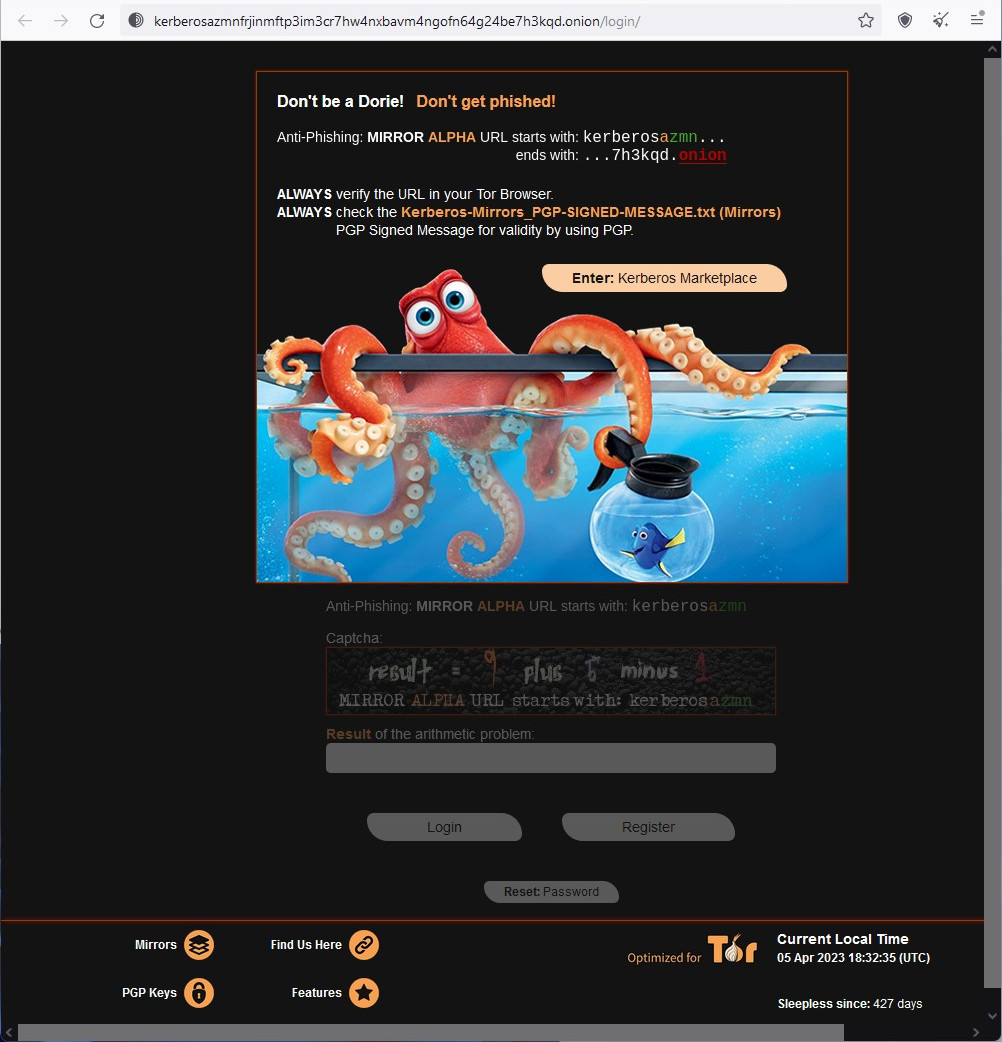 kerberosazmnfrjinmftp3im3cr7hw4nxbavm4ngofn64g24be7h3kqd.onion/login/
Don't be a Dorie! Don't get phished!
Anti-Phishing: MIRROR ALPHA URL starts with: kerberosazmn...
ends with: ...7h3kqd.onion
ALWAYS verify the URL in your Tor Browser.
ALWAYS check the Kerberos-Mirrors_PGP-SIGNED-MESSAGE.txt (Mirrors)
PGP Signed Message for validity by using PGP.
Enter: Kerberos Marketplace
Anti-Phishing: MIRROR ALPHA URL starts with: kerberosazmn
Captcha:
result = 9 plus minus 1
MIRROR ALPHA URL starts with: kerberosazmn
Result of the arithmetic problem:
Login Register
Reset: Password
Mirrors Find Us Here
PGP Keys Features
Optimized for Tor
Current Local Time
05 Apr 2023 18:32:35 (UTC)
Sleepless since: 427 days